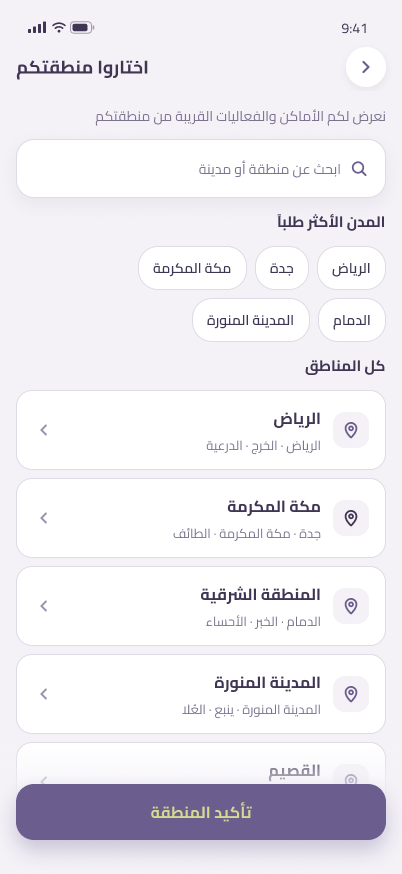 9:41
اختاروا منطقتكم
نعرض لكم الأماكن والفعاليات القريبة من منطقتكم
ابحث عن منطقة أو مدينة
المدن الأكثر طلباً
الرياض
جدة
مكة المكرمة
الدمام
المدينة المنورة
كل المناطق
الرياض
الرياض · الخرج · الدرعية
مكة المكرمة
جدة · مكة المكرمة · الطائف
المنطقة الشرقية
الدمام · الخبر · الأحساء
المدينة المنورة
المدينة المنورة · ينبع · العُلا
القصيم
تأكيد المنطقة